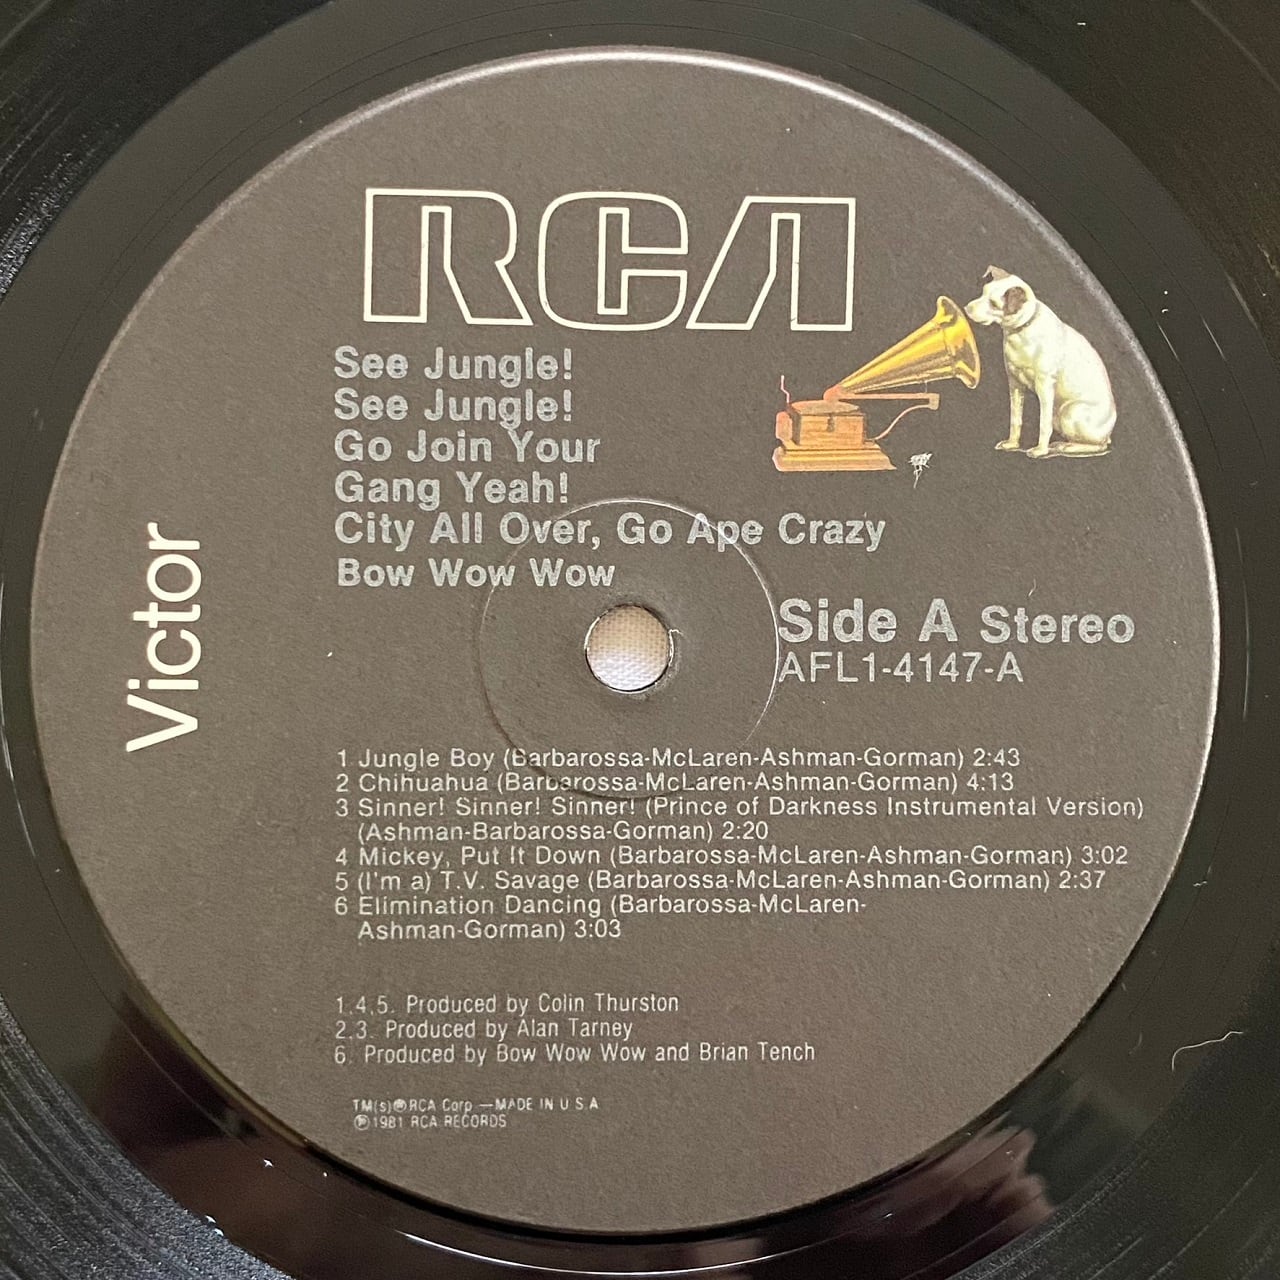 RCA
See Jungle!
See Jungle!
Go Join Your
Gang Yeah!
City All Over, Go Ape Crazy
Bow Wow Wow
Victor
Side A Stereo
AFL1-4147-A
1 Jungle Boy (Barbarossa-McLaren-Ashman-Gorman) 2:43
2 Chihuahua (Barbarossa-McLaren-Ashman-Gorman) 4:13
3 Sinner! Sinner! Sinner! (Prince of Darkness Instrumental Version)
(Ashman-Barbarossa-Gorman) 2:20
4 Mickey, Put It Down (Barbarossa-McLaren-Ashman-Gorman) 3:02
5 (I'm a) T.V. Savage (Barbarossa-McLaren-Ashman-Gorman) 2:37
6 Elimination Dancing (Barbarossa-McLaren-
Ashman-Gorman) 3:03
1,4,5. Produced by Colin Thurston
2,3. Produced by Alan Tarney
6. Produced by Bow Wow Wow and Brian Tench
TM(s)® RCA Corp.—MADE IN U.S.A.
℗ 1981 RCA RECORDS